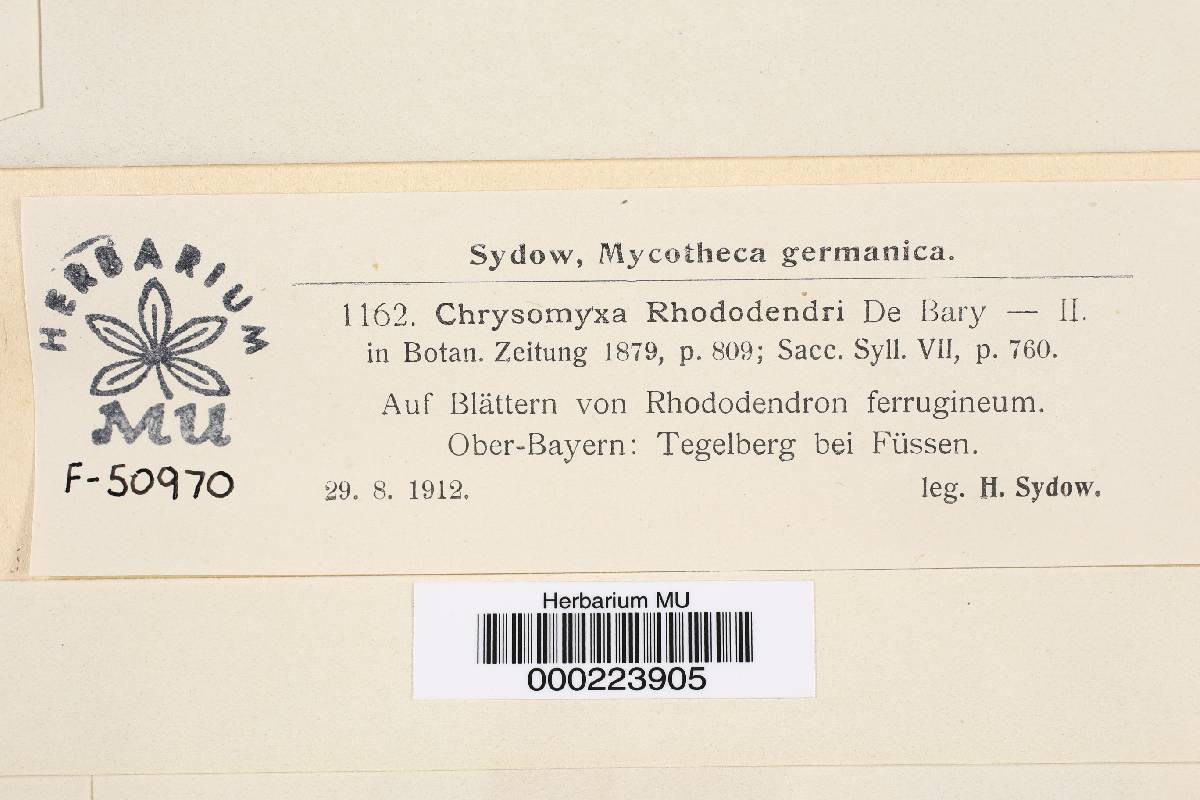 Sydow, Mycotheca germanica.
1162. Chrysomyxa Rhododendri De Bary — II.
in Botan. Zeitung 1879, p. 809; Sacc. Syll. VII, p. 760.
Auf Blättern von Rhododendron ferrugineum.
Ober-Bayern: Tegelberg bei Füssen.
29. 8. 1912. leg. H. Sydow.
HERBARIUM
MU
F-50970
Herbarium MU
000223905